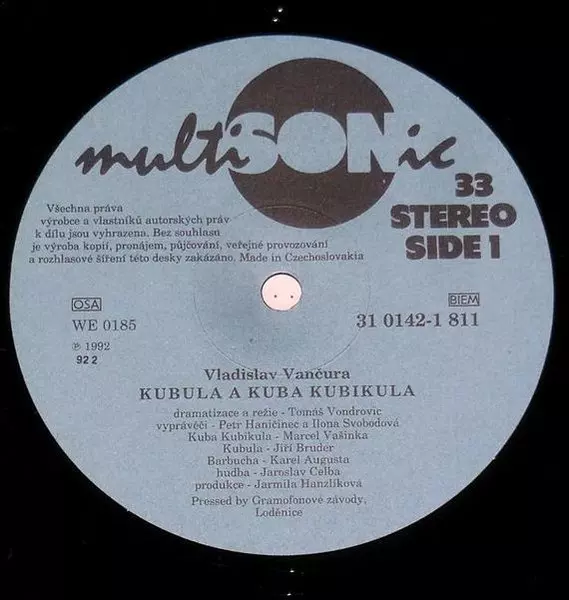 multiSONic
33
STEREO
SIDE 1
Všechna práva
výrobce a vlastníků autorských práv
k dílu jsou vyhrazena. Bez souhlasu
je výroba kopií, pronájem, půjčování, veřejné provozování
a rozhlasové šíření této desky zakázáno. Made in Czechoslovakia
OSA
BIEM
WE 0185
31 0142-1 811
℗ 1992
92 2
Vladislav Vančura
KUBULA A KUBA KUBIKULA
dramatizace a režie - Tomáš Vondrovic
vyprávěči - Petr Haničinec a Ilona Svobodová
Kuba Kubikula - Marcel Vašinka
Kubula - Jiří Bruder
Barbucha - Karel Augusta
hudba - Jaroslav Celba
produkce - Jarmila Hanzlíková
Pressed by Gramofonové závody,
Loděnice